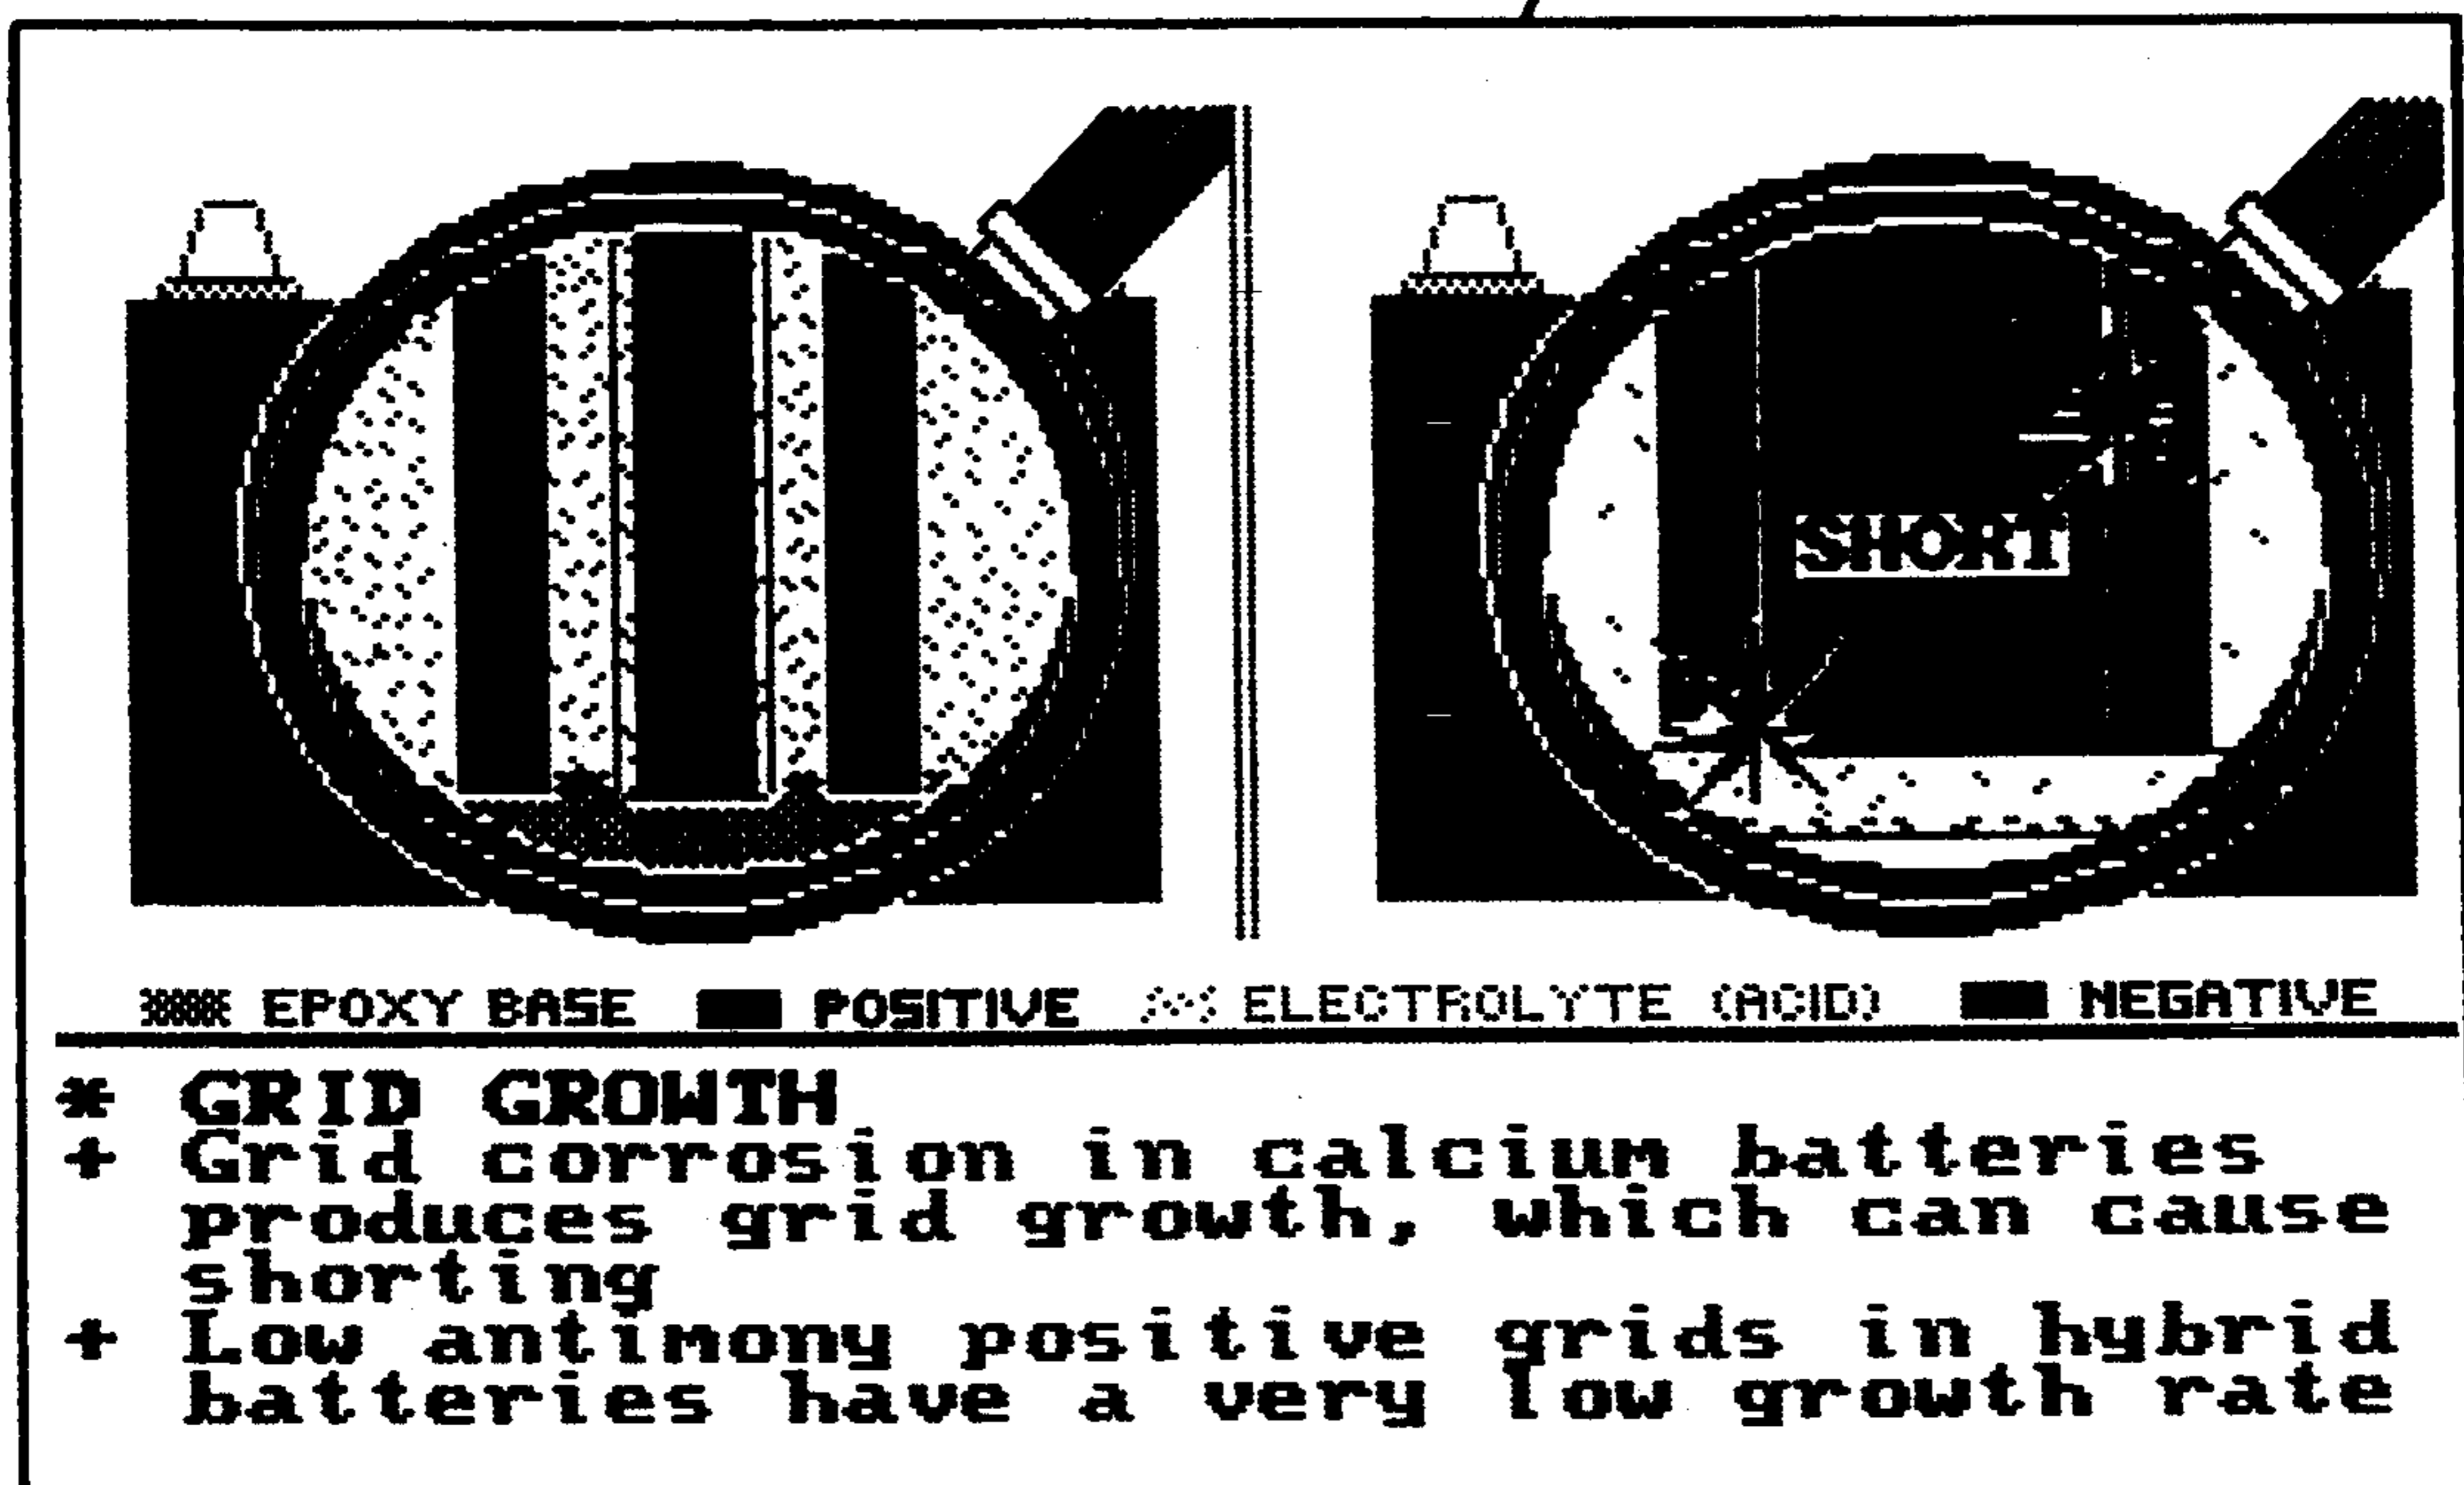 SHORT
EPOXY BASE POSITIVE ELECTROLYTE (ACID) NEGATIVE
* GRID GROWTH
+ Grid corrosion in calcium batteries
produces grid growth, which can cause
shorting
+ Low antimony positive grids in hybrid
batteries have a very low growth rate